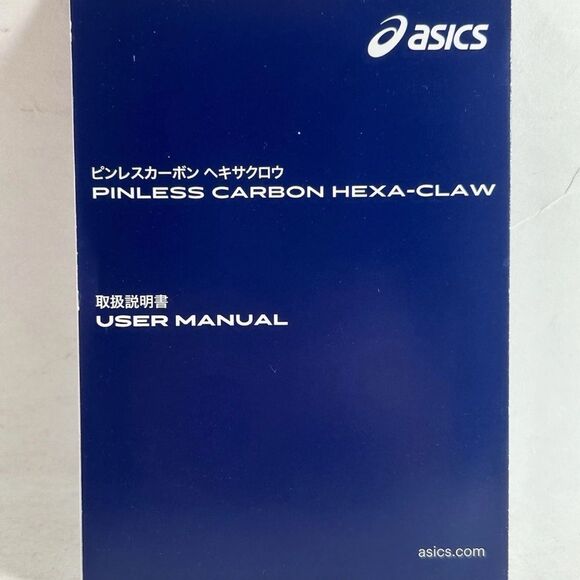 asics
ピンレスカーボン ヘキサクロウ
PINLESS CARBON HEXA-CLAW
取扱説明書
USER MANUAL
asics.com